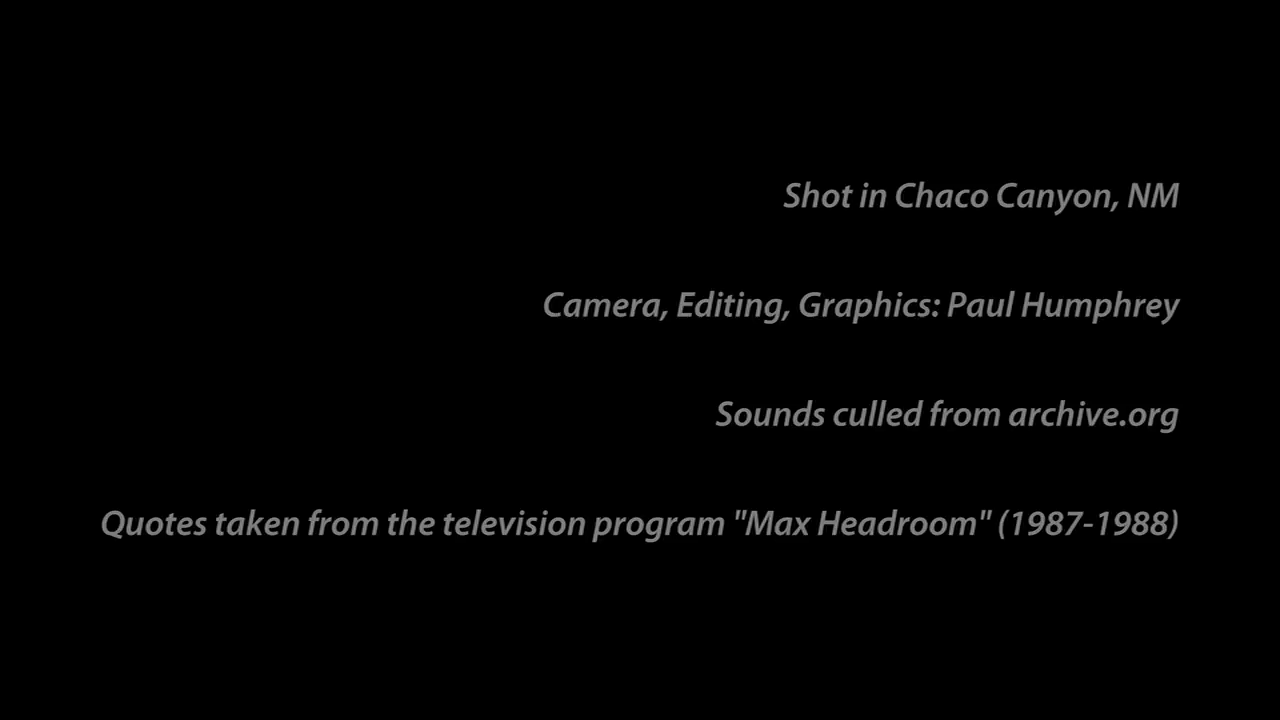 Shot in Chaco Canyon, NM
Camera, Editing, Graphics: Paul Humphrey
Sounds culled from archive.org
Quotes taken from the television program "Max Headroom" (1987-1988)